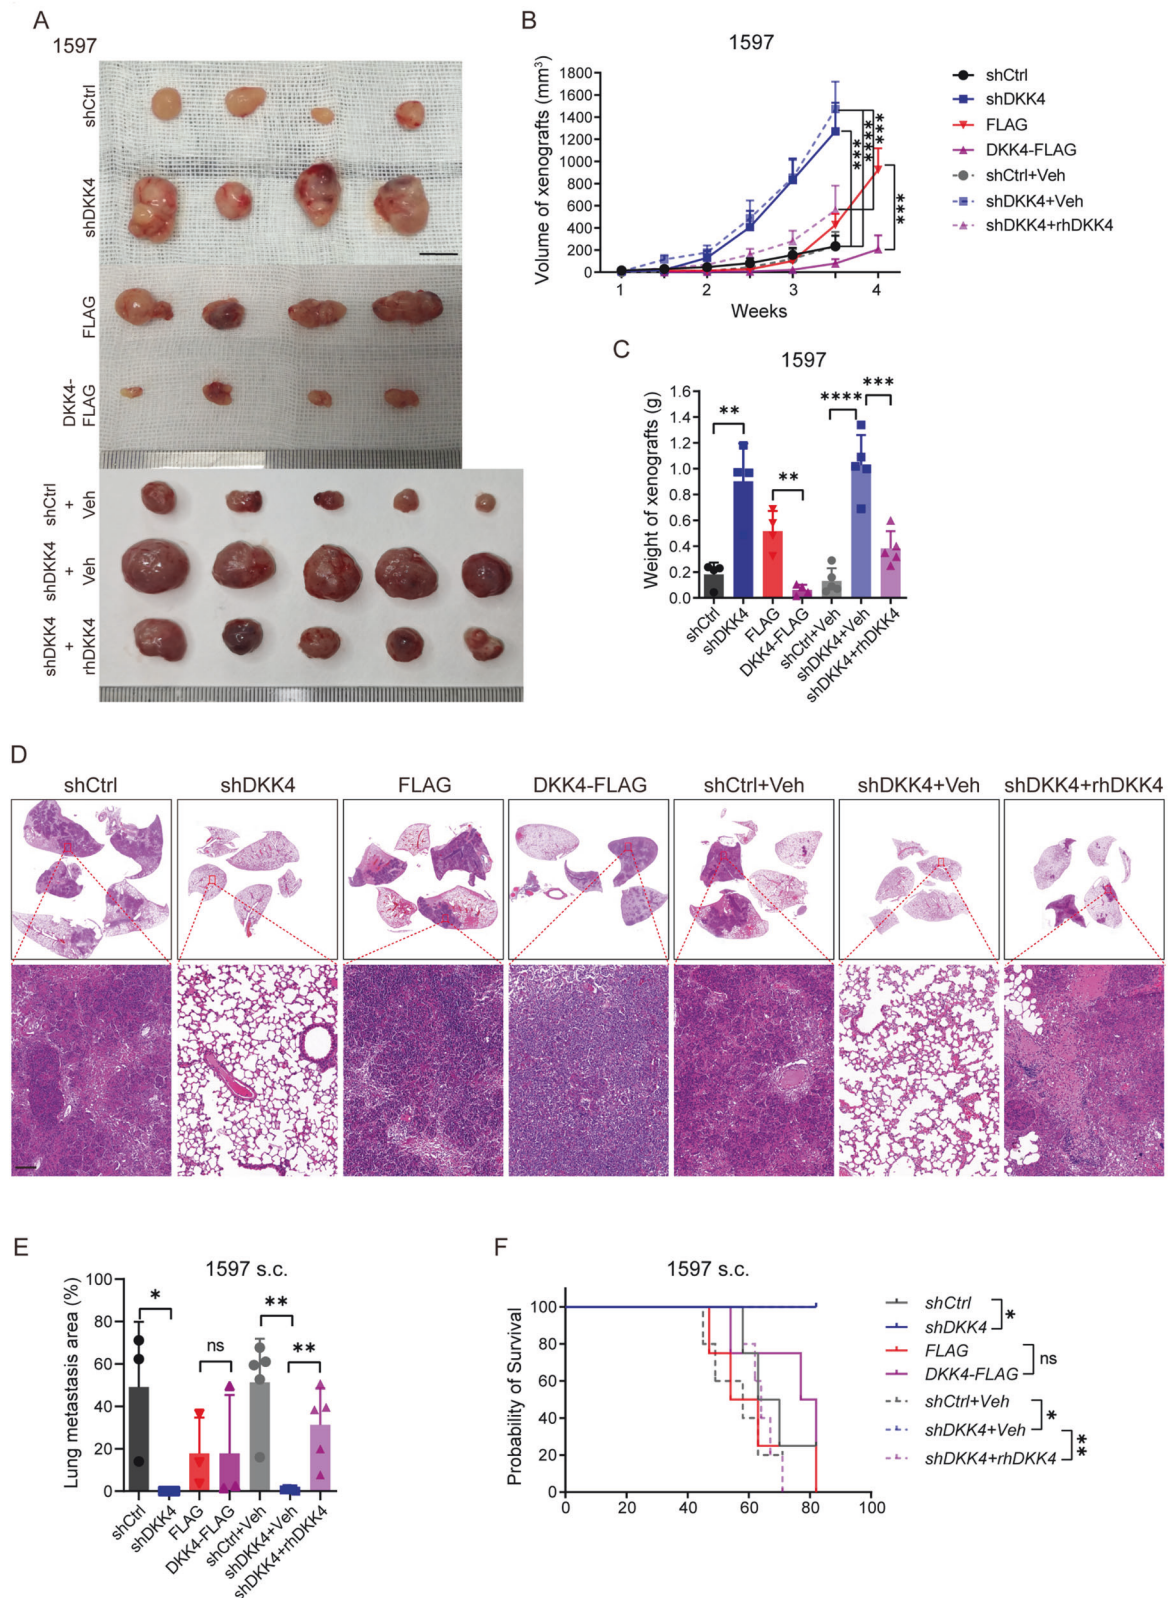 A
1597
shCtrl
shDKK4
FLAG
DKK4-
FLAG
shCtrl
+
Veh
shDKK4
+
Veh
shDKK4
+
rhDKK4
B
1597
Volume of xenografts (mm³)
1800
1600
1400
1200
1000
800
600
400
200
0
1
2
3
4
Weeks
***
****
***
***
shCtrl
shDKK4
FLAG
DKK4-FLAG
shCtrl+Veh
shDKK4+Veh
shDKK4+rhDKK4
C
1597
Weight of xenografts (g)
1.6
1.4
1.2
1.0
0.8
0.6
0.4
0.2
0.0
**
**
****
***
shCtrl
shDKK4
FLAG
DKK4-FLAG
shCtrl+Veh
shDKK4+Veh
shDKK4+rhDKK4
D
shCtrl
shDKK4
FLAG
DKK4-FLAG
shCtrl+Veh
shDKK4+Veh
shDKK4+rhDKK4
E
1597 s.c.
Lung metastasis area (%)
100
80
60
40
20
0
*
ns
**
**
shCtrl
shDKK4
FLAG
DKK4-FLAG
shCtrl+Veh
shDKK4+Veh
shDKK4+rhDKK4
F
1597 s.c.
Probability of Survival
100
80
60
40
20
0
0
20
40
60
80
100
shCtrl
shDKK4
*
FLAG
DKK4-FLAG
ns
shCtrl+Veh
shDKK4+Veh
*
shDKK4+rhDKK4
**